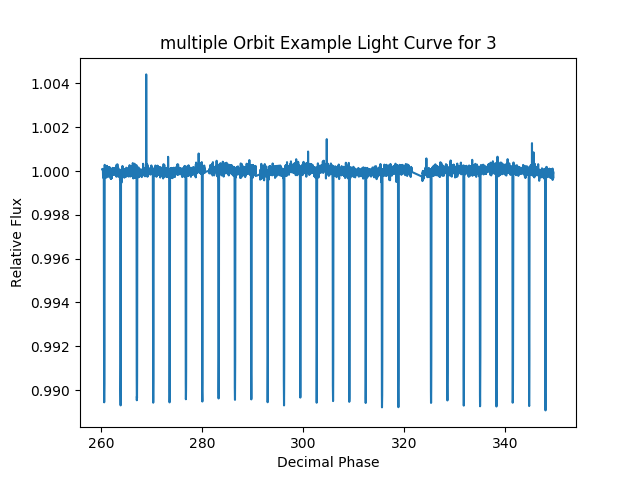 multiple Orbit Example Light Curve for 3
1.004
1.002
1.000
0.998
0.996
0.994
0.992
0.990
Relative Flux
260 280 300 320 340
Decimal Phase